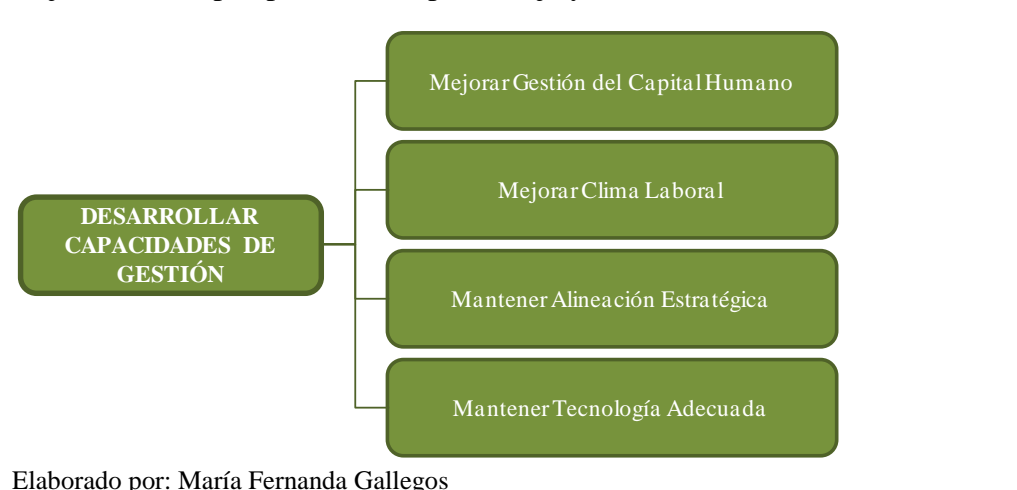 DESARROLLAR
CAPACIDADES DE
GESTIÓN
Mejorar Gestión del Capital Humano
Mejorar Clima Laboral
Mantener Alineación Estratégica
Mantener Tecnología Adecuada
Elaborado por: María Fernanda Gallegos